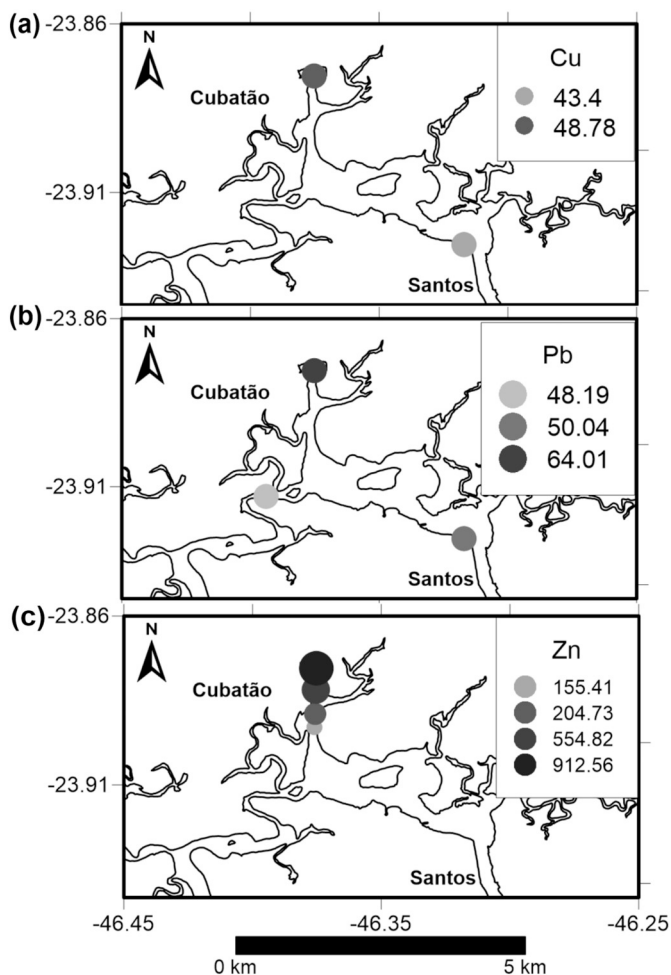 (a)
-23.86
N
Cubatão
Cu
43.4
48.78
-23.91
Santos
(b)
-23.86
N
Cubatão
Pb
48.19
50.04
64.01
-23.91
Santos
(c)
-23.86
N
Cubatão
Zn
155.41
204.73
554.82
912.56
-23.91
Santos
-46.45 -46.35 -46.25
0 km 5 km